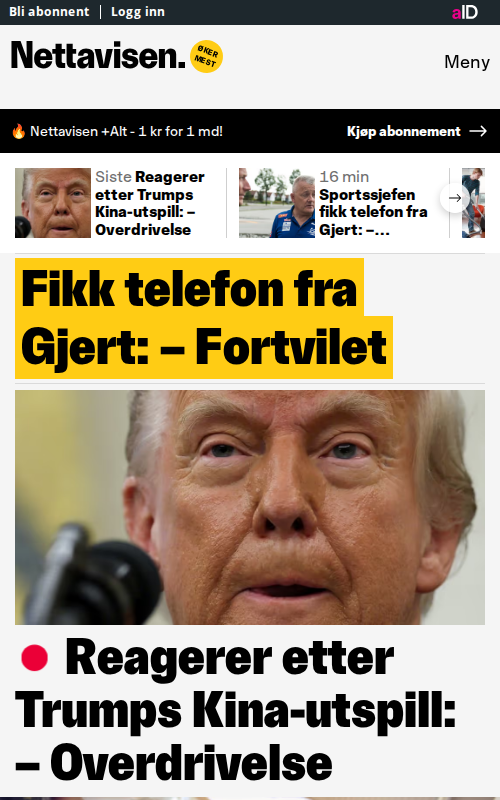 Bli abonnent
Logg inn
aID
Nettavisen.
ØKER
MEST
Meny
Nettavisen +Alt - 1 kr for 1 md!
Kjøp abonnement
Siste Reagerer
etter Trumps
Kina-utspill: –
Overdrivelse
16 min
Sportssjefen
fikk telefon fra
Gjert: –...
Fikk telefon fra
Gjert: – Fortvilet
Reagerer etter
Trumps Kina-utspill:
– Overdrivelse